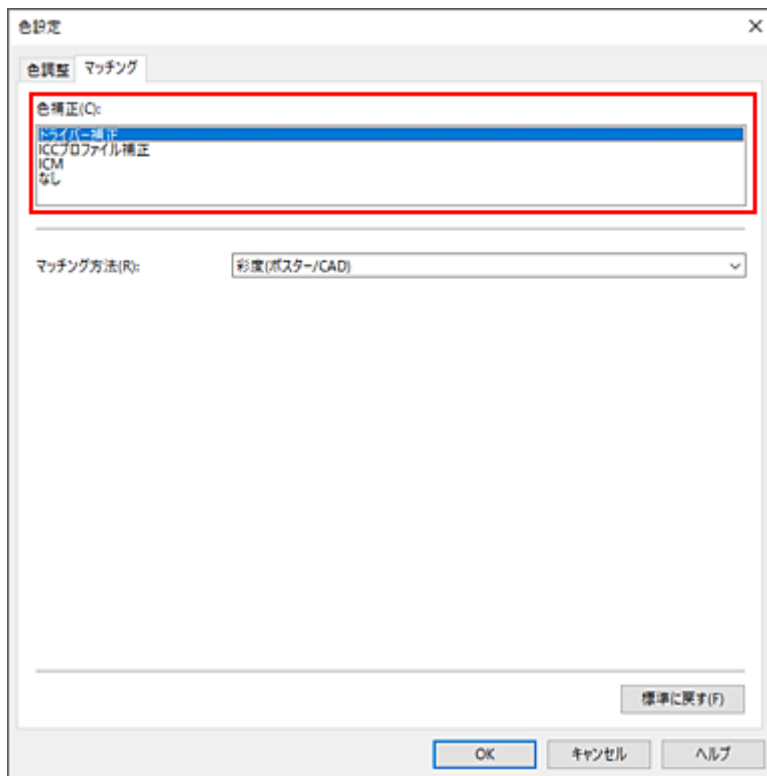 色設定
色調整 マッチング
色補正(C):
ドライバー補正
ICCプロファイル補正
ICM
なし
マッチング方法(R): 彩度(ポスター/CAD)
標準に戻す(F)
OK キャンセル ヘルプ